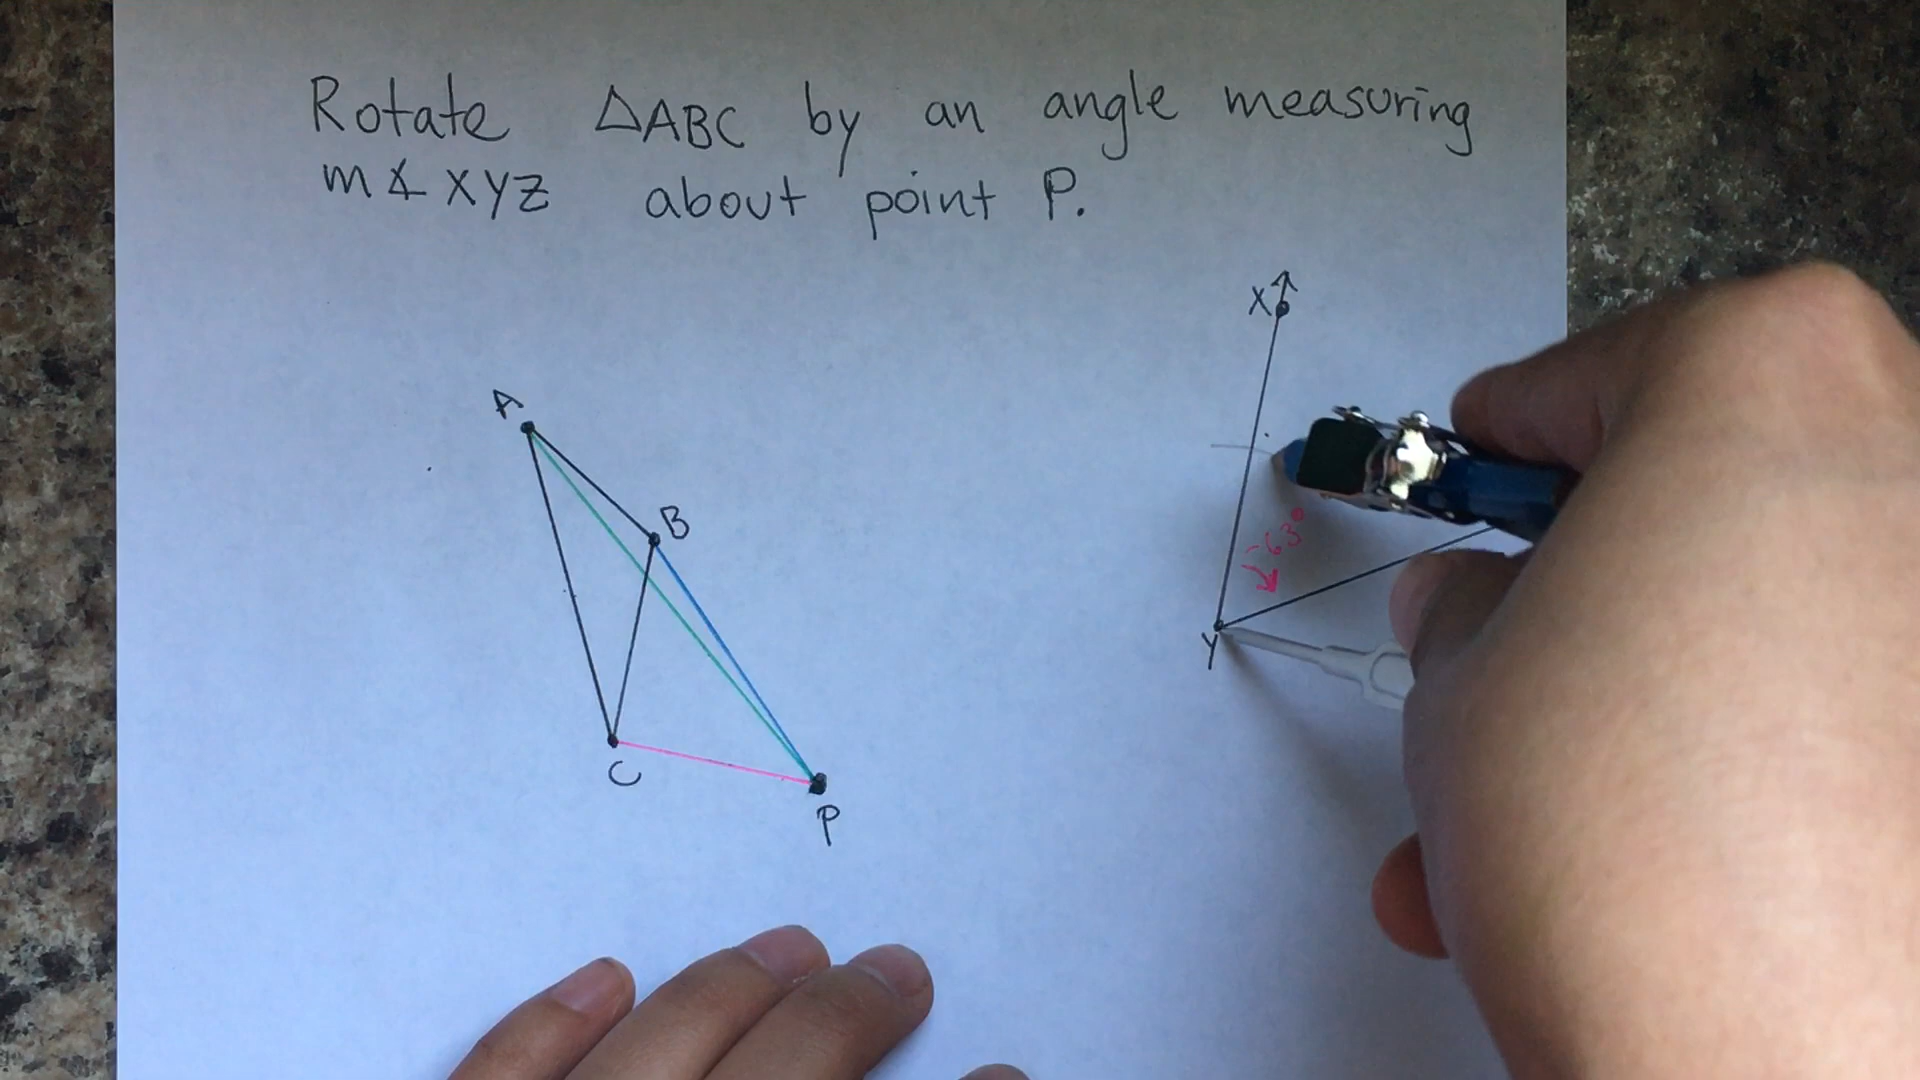 Rotate △ABC by an angle measuring
m∡XYZ about point P.
X
A
B
-63°
Y
C
P